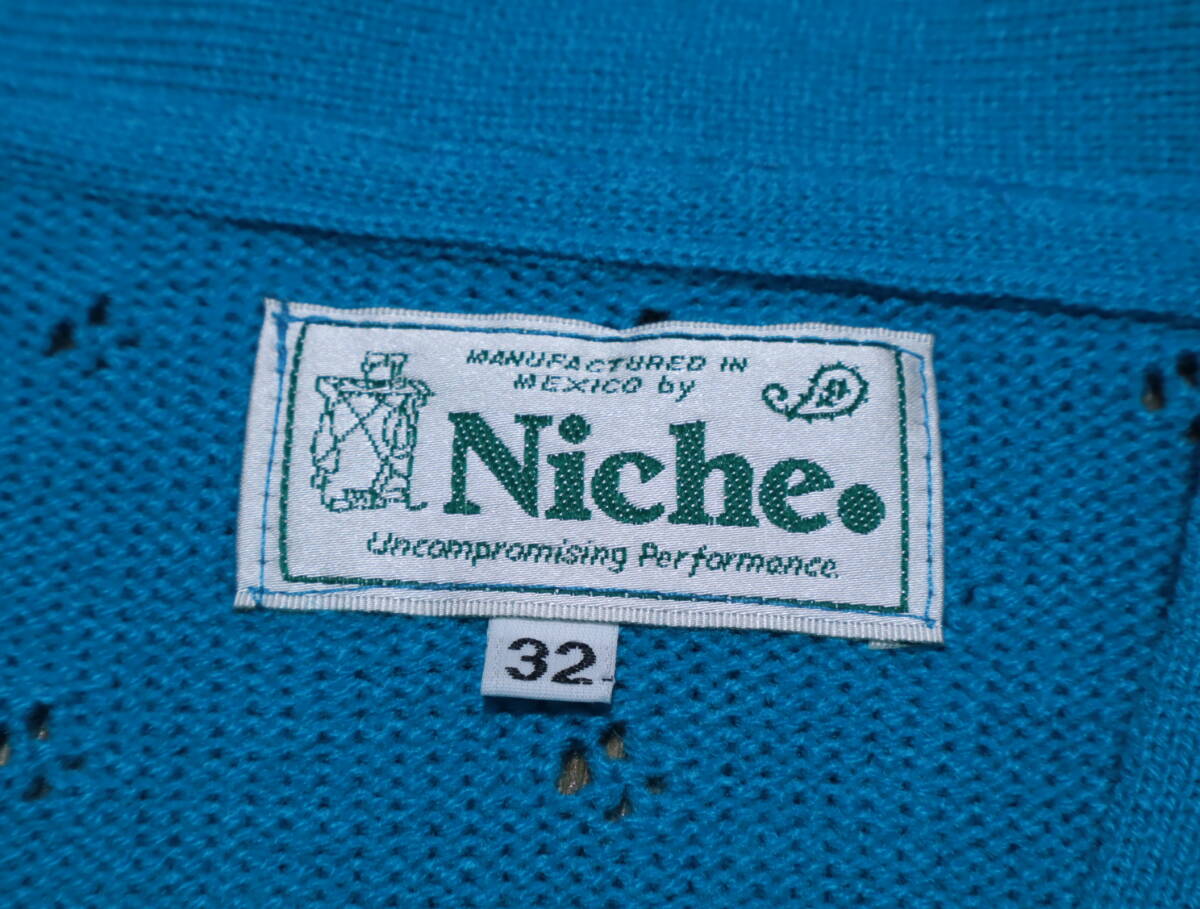 MANUFACTURED IN
MEXICO by
Niche.
Uncompromising Performance.
32